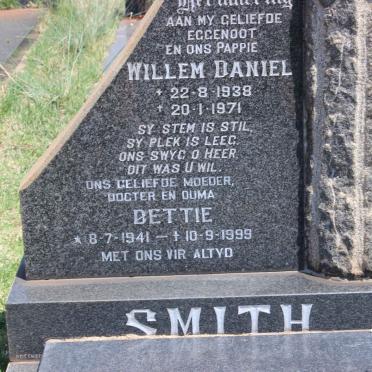 Herinnering
AAN MY GELIEFDE
EGGENOOT
EN ONS PAPPIE
WILLEM DANIEL
* 22-8-1938
+ 20-1-1971
SY STEM IS STIL,
SY PLEK IS LEEG.
ONS SWYG O HEER
DIT WAS U WIL.
ONS GELIEFDE MOEDER,
DOGTER EN OUMA
BETTIE
* 8-7-1941 — + 10-9-1999
MET ONS VIR ALTYD
SMITH